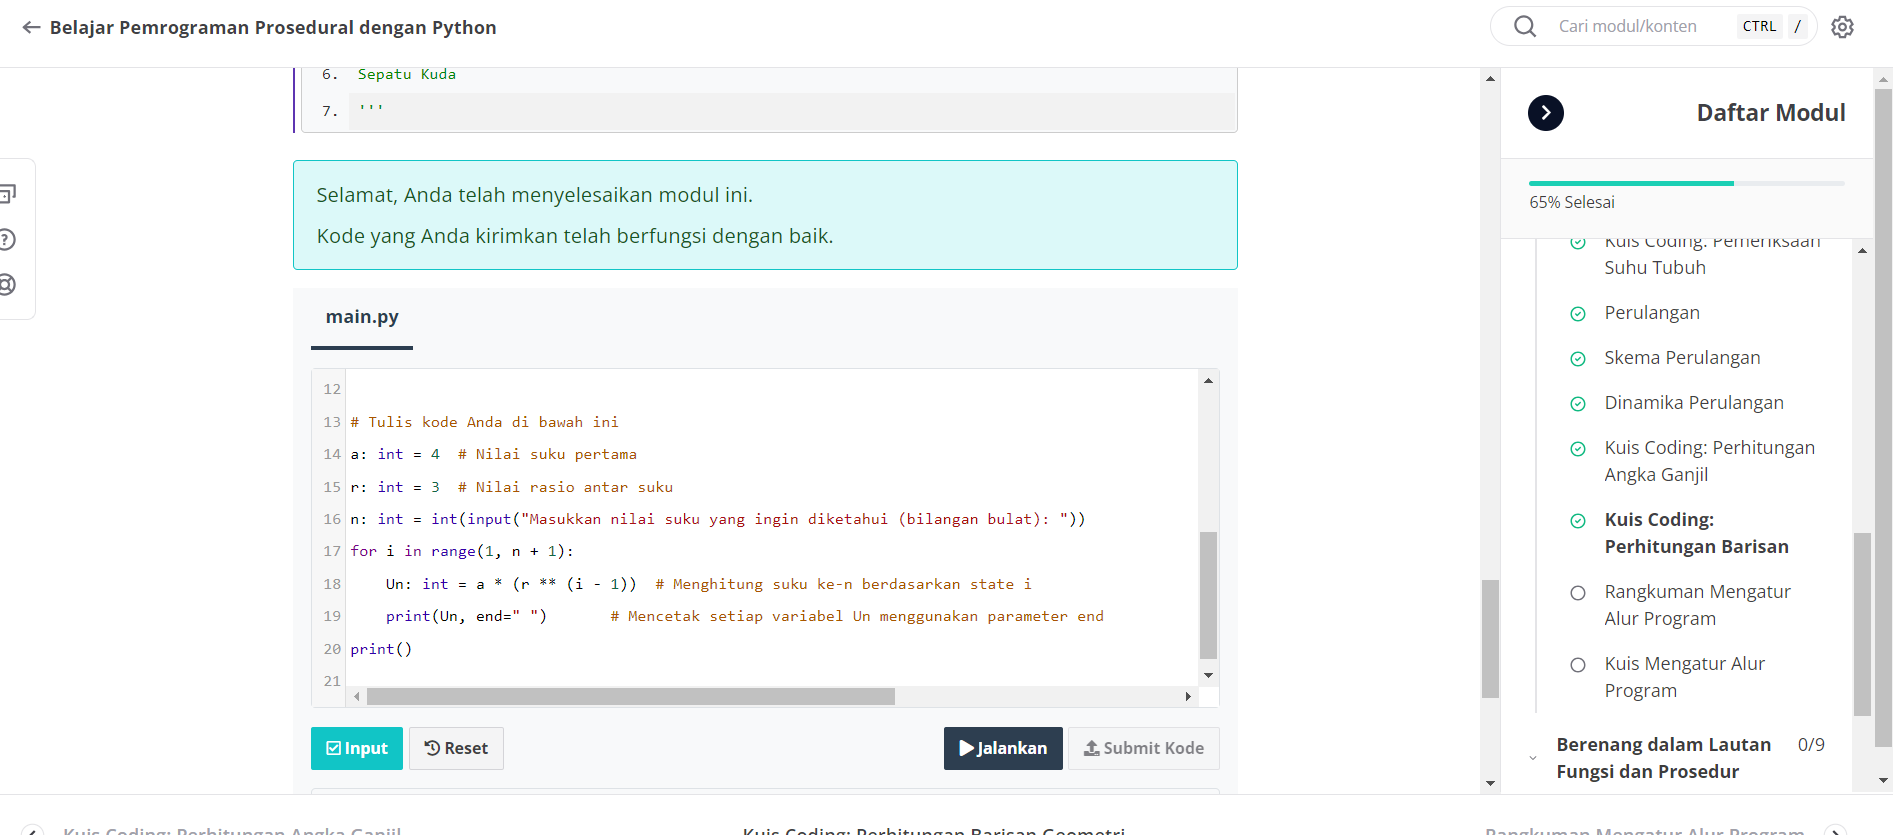 Belajar Pemrograman Prosedural dengan Python
Cari modul/konten CTRL /
6. Sepatu Kuda
7. '''
Selamat, Anda telah menyelesaikan modul ini.
Kode yang Anda kirimkan telah berfungsi dengan baik.
main.py
12
13 # Tulis kode Anda di bawah ini
14 a: int = 4  # Nilai suku pertama
15 r: int = 3  # Nilai rasio antar suku
16 n: int = int(input("Masukkan nilai suku yang ingin diketahui (bilangan bulat): "))
17 for i in range(1, n + 1):
18     Un: int = a * (r ** (i - 1))  # Menghitung suku ke-n berdasarkan state i
19     print(Un, end=" ")       # Mencetak setiap variabel Un menggunakan parameter end
20 print()
21
Input Reset Jalankan Submit Kode
Daftar Modul
65% Selesai
Kuis Coding: Pemeriksaan
Suhu Tubuh
Perulangan
Skema Perulangan
Dinamika Perulangan
Kuis Coding: Perhitungan
Angka Ganjil
Kuis Coding:
Perhitungan Barisan
Rangkuman Mengatur
Alur Program
Kuis Mengatur Alur
Program
Berenang dalam Lautan 0/9
Fungsi dan Prosedur
Kuis Coding: Perhitungan Angka Ganjil Kuis Coding: Perhitungan Barisan Geometri Rangkuman Mengatur Alur Program